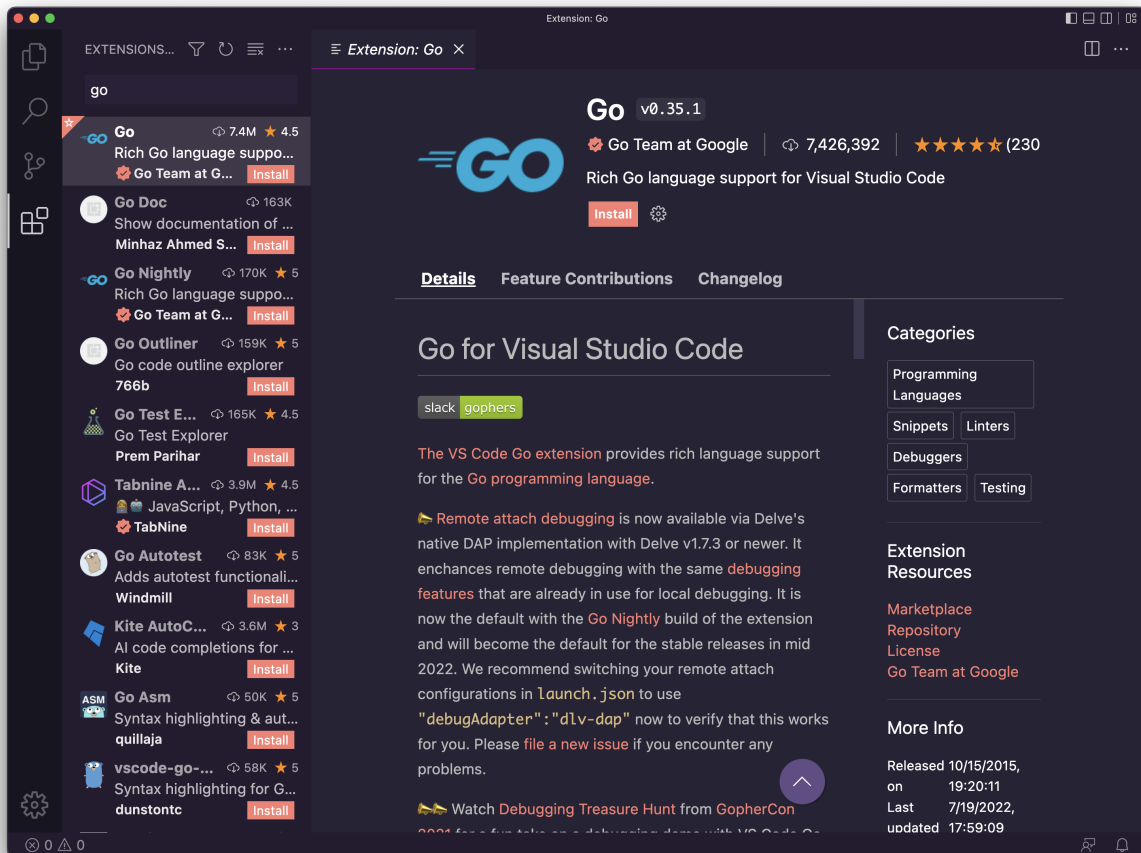 Extension: Go
EXTENSIONS...
go
Go 7.4M 4.5
Rich Go language suppo...
Go Team at G... Install
Go Doc 163K
Show documentation of ...
Minhaz Ahmed S... Install
Go Nightly 170K 5
Rich Go language suppo...
Go Team at G... Install
Go Outliner 159K 5
Go code outline explorer
766b Install
Go Test E... 165K 4.5
Go Test Explorer
Prem Parihar Install
Tabnine A... 3.9M 4.5
JavaScript, Python, ...
TabNine Install
Go Autotest 83K 5
Adds autotest functionali...
Windmill Install
Kite AutoC... 3.6M 3
AI code completions for ...
Kite Install
ASM
Go Asm 50K 5
Syntax highlighting & aut...
quillaja Install
vscode-go-... 58K 5
Syntax highlighting for G...
dunstontc Install
0 0
Extension: Go
GO
Go v0.35.1
Go Team at Google 7,426,392 (230
Rich Go language support for Visual Studio Code
Install
Details Feature Contributions Changelog
Go for Visual Studio Code
slack gophers
The VS Code Go extension provides rich language support
for the Go programming language.
Remote attach debugging is now available via Delve's
native DAP implementation with Delve v1.7.3 or newer. It
enchances remote debugging with the same debugging
features that are already in use for local debugging. It is
now the default with the Go Nightly build of the extension
and will become the default for the stable releases in mid
2022. We recommend switching your remote attach
configurations in launch.json to use
"debugAdapter":"dlv-dap" now to verify that this works
for you. Please file a new issue if you encounter any
problems.
Watch Debugging Treasure Hunt from GopherCon
2021 for a fun take on a debugging demo with VS Code Go
Categories
Programming
Languages
Snippets Linters
Debuggers
Formatters Testing
Extension
Resources
Marketplace
Repository
License
Go Team at Google
More Info
Released 10/15/2015,
on 19:20:11
Last 7/19/2022,
updated 17:59:09